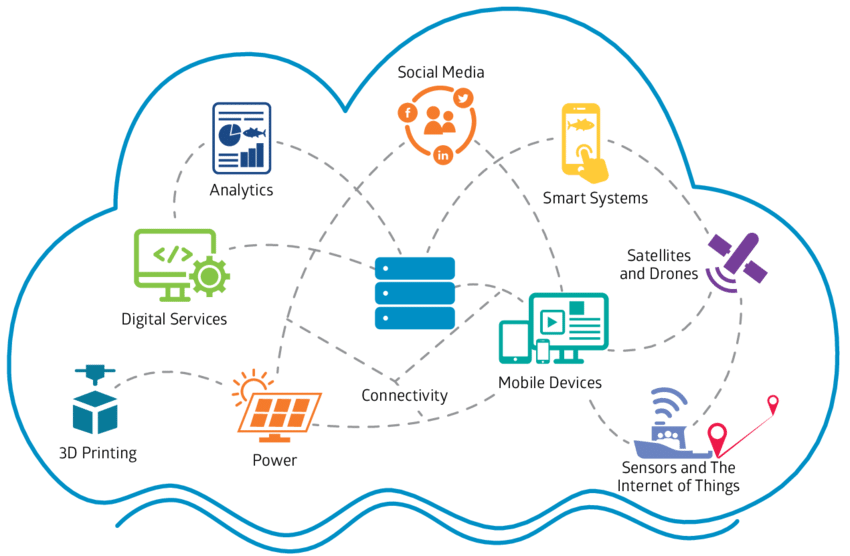 Social Media
f
in
Analytics
Smart Systems
</>
Satellites
and Drones
Digital Services
Mobile Devices
Connectivity
3D Printing
Power
Sensors and The
Internet of Things